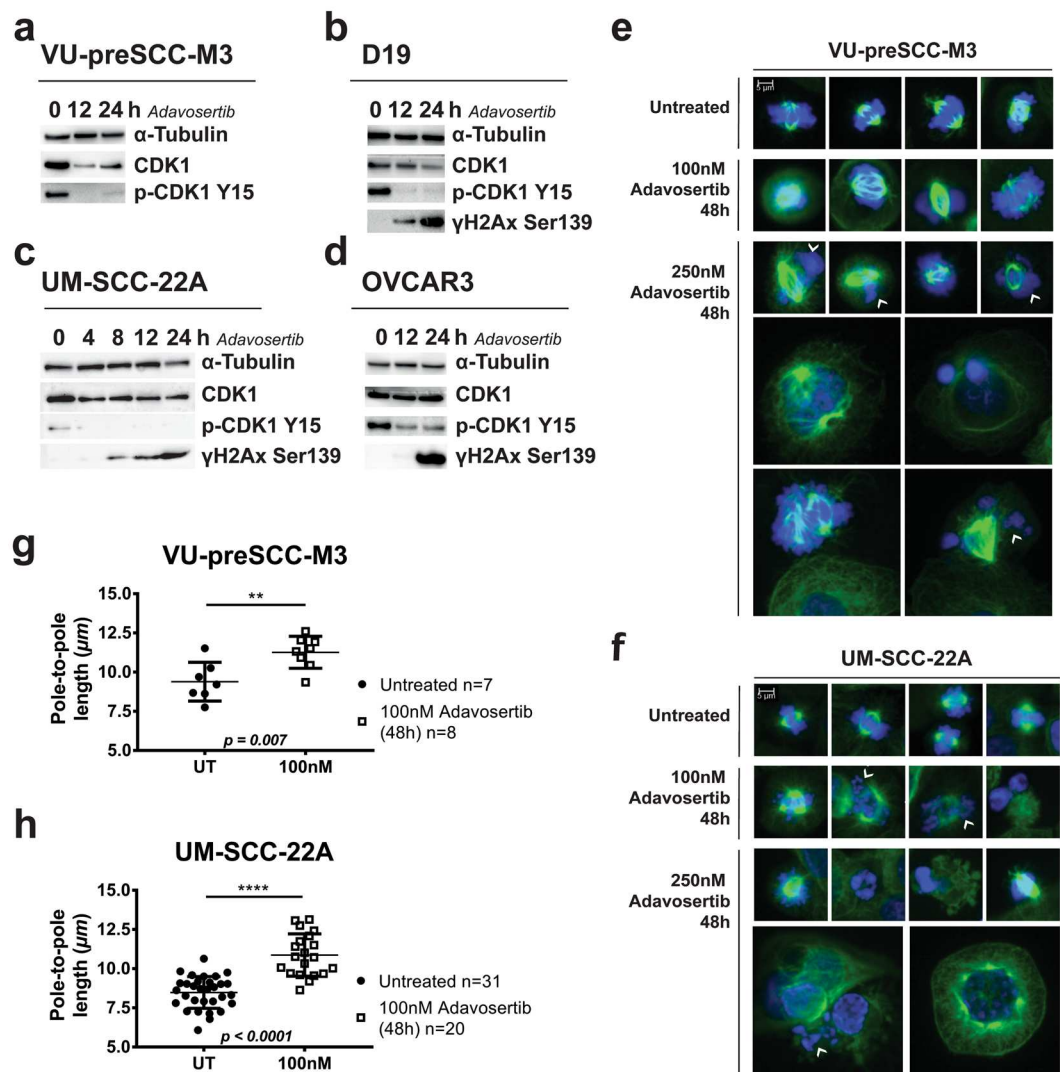 a
VU-preSCC-M3
0 12 24 h Adavosertib
α-Tubulin
CDK1
p-CDK1 Y15
b
D19
0 12 24 h Adavosertib
α-Tubulin
CDK1
p-CDK1 Y15
γH2Ax Ser139
c
UM-SCC-22A
0 4 8 12 24 h Adavosertib
α-Tubulin
CDK1
p-CDK1 Y15
γH2Ax Ser139
d
OVCAR3
0 12 24 h Adavosertib
α-Tubulin
CDK1
p-CDK1 Y15
γH2Ax Ser139
e
VU-preSCC-M3
Untreated
5 μm
100nM
Adavosertib
48h
250nM
Adavosertib
48h
f
UM-SCC-22A
Untreated
5 μm
100nM
Adavosertib
48h
250nM
Adavosertib
48h
g
VU-preSCC-M3
Pole-to-pole
length (μm)
15.0
12.5
10.0
7.5
5.0
**
p = 0.007
UT 100nM
Untreated n=7
100nM Adavosertib
(48h) n=8
h
UM-SCC-22A
Pole-to-pole
length (μm)
15.0
12.5
10.0
7.5
5.0
****
p < 0.0001
UT 100nM
Untreated n=31
100nM Adavosertib
(48h) n=20